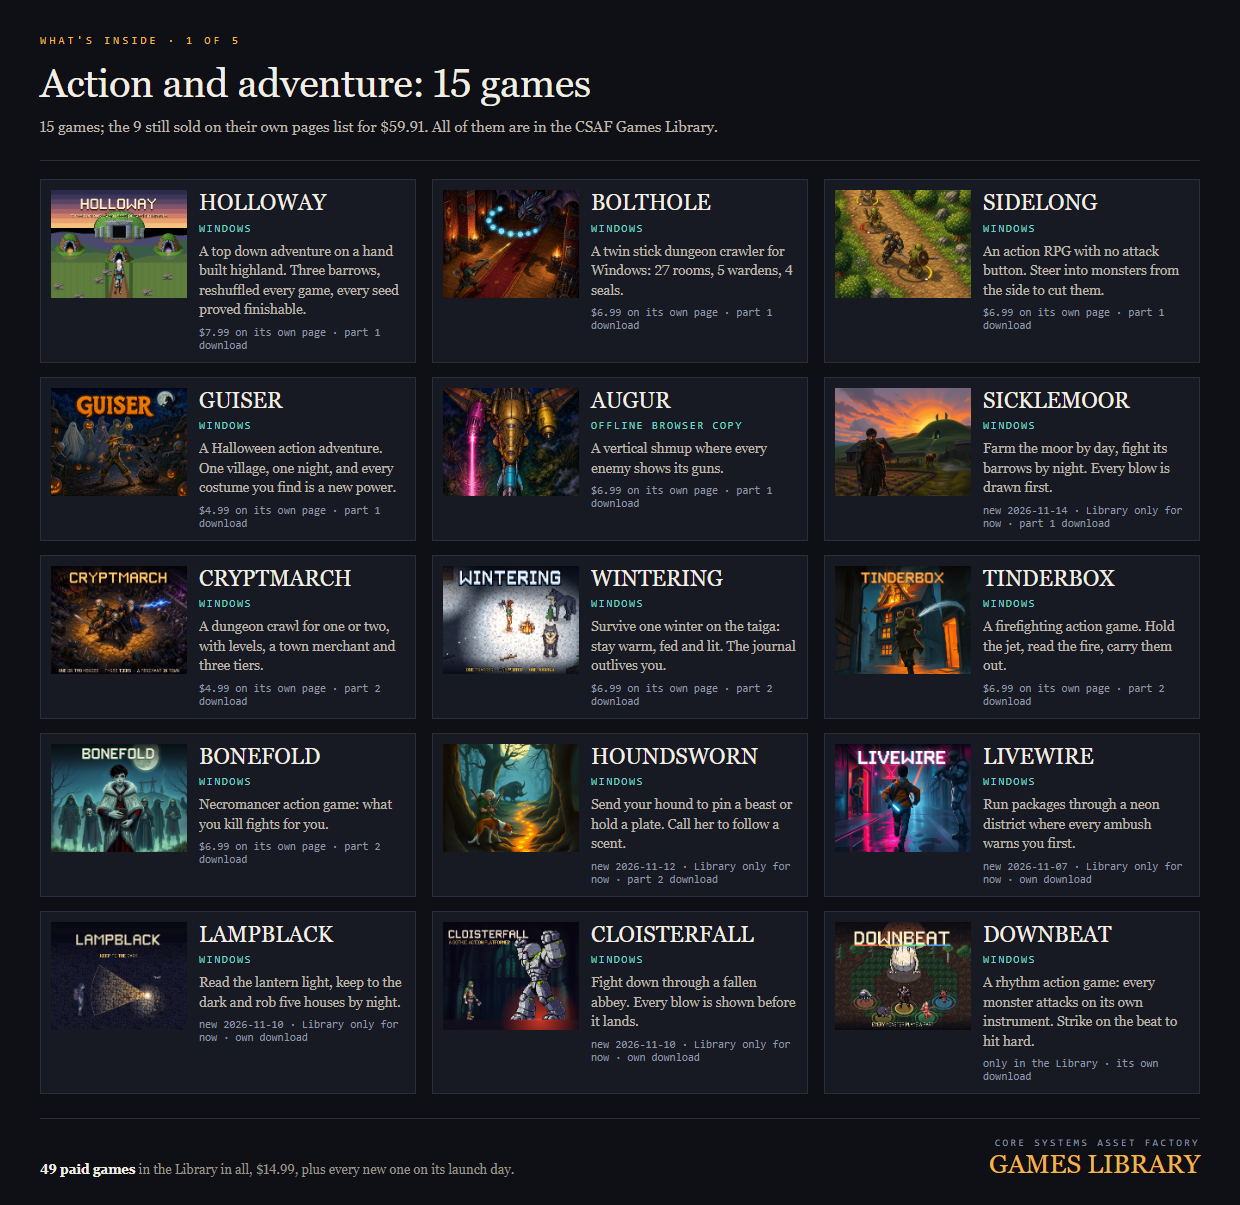 WHAT'S INSIDE · 1 OF 5
Action and adventure: 15 games
15 games; the 9 still sold on their own pages list for $59.91. All of them are in the CSAF Games Library.
HOLLOWAY
HOLLOWAY
WINDOWS
A top down adventure on a hand
built highland. Three barrows,
reshuffled every game, every seed
proved finishable.
$7.99 on its own page · part 1
download
BOLTHOLE
WINDOWS
A twin stick dungeon crawler for
Windows: 27 rooms, 5 wardens, 4
seals.
$6.99 on its own page · part 1
download
SIDELONG
WINDOWS
An action RPG with no attack
button. Steer into monsters from
the side to cut them.
$6.99 on its own page · part 1
download
GUISER
GUISER
WINDOWS
A Halloween action adventure.
One village, one night, and every
costume you find is a new power.
$4.99 on its own page · part 1
download
AUGUR
OFFLINE BROWSER COPY
A vertical shmup where every
enemy shows its guns.
$6.99 on its own page · part 1
download
SICKLEMOOR
WINDOWS
Farm the moor by day, fight its
barrows by night. Every blow is
drawn first.
new 2026-11-14 · Library only for
now · part 1 download
CRYPTMARCH
CRYPTMARCH
WINDOWS
A dungeon crawl for one or two,
with levels, a town merchant and
three tiers.
$4.99 on its own page · part 2
download
WINTERING
WINTERING
WINDOWS
Survive one winter on the taiga:
stay warm, fed and lit. The journal
outlives you.
$6.99 on its own page · part 2
download
TINDERBOX
TINDERBOX
WINDOWS
A firefighting action game. Hold
the jet, read the fire, carry them
out.
$6.99 on its own page · part 2
download
BONEFOLD
BONEFOLD
WINDOWS
Necromancer action game: what
you kill fights for you.
$6.99 on its own page · part 2
download
HOUNDSWORN
WINDOWS
Send your hound to pin a beast or
hold a plate. Call her to follow a
scent.
new 2026-11-12 · Library only for
now · part 2 download
LIVEWIRE
LIVEWIRE
WINDOWS
Run packages through a neon
district where every ambush
warns you first.
new 2026-11-07 · Library only for
now · own download
LAMPBLACK
KEEP TO THE DARK
LAMPBLACK
WINDOWS
Read the lantern light, keep to the
dark and rob five houses by night.
new 2026-11-10 · Library only for
now · own download
CLOISTERFALL
A GOTHIC ACTION PLATFORMER
CLOISTERFALL
WINDOWS
Fight down through a fallen
abbey. Every blow is shown before
it lands.
new 2026-11-10 · Library only for
now · own download
DOWNBEAT
EVERY MONSTER PLAYS A PART
DOWNBEAT
WINDOWS
A rhythm action game: every
monster attacks on its own
instrument. Strike on the beat to
hit hard.
only in the Library · its own
download
49 paid games in the Library in all, $14.99, plus every new one on its launch day.
CORE SYSTEMS ASSET FACTORY
GAMES LIBRARY